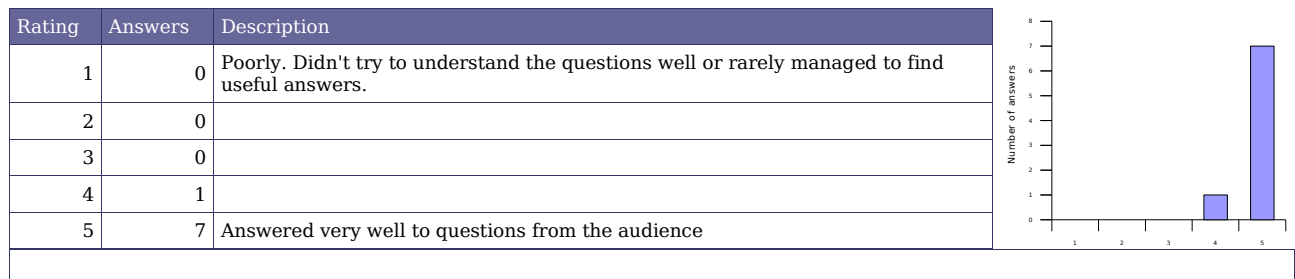 Rating Answers Description
1 0 Poorly. Didn't try to understand the questions well or rarely managed to find
useful answers.
2 0
3 0
4 1
5 7 Answered very well to questions from the audience
Number of answers
8
7
6
5
4
3
2
1
0
1 2 3 4 5